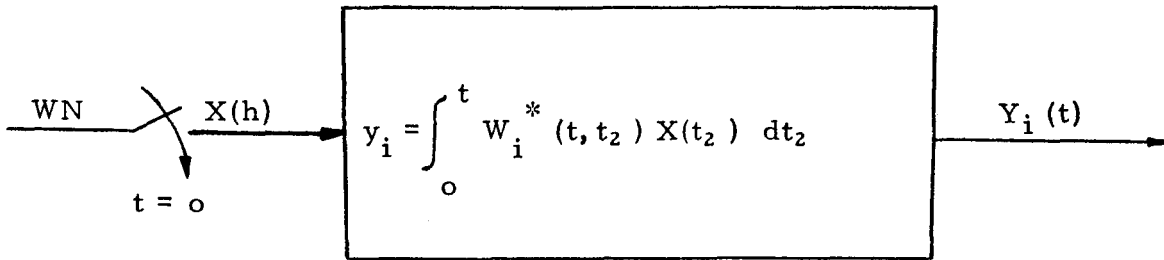 WN
X(h)
t = o
y_i = ∫_o^t W_i^* (t, t_2) X(t_2) dt_2
Y_i (t)